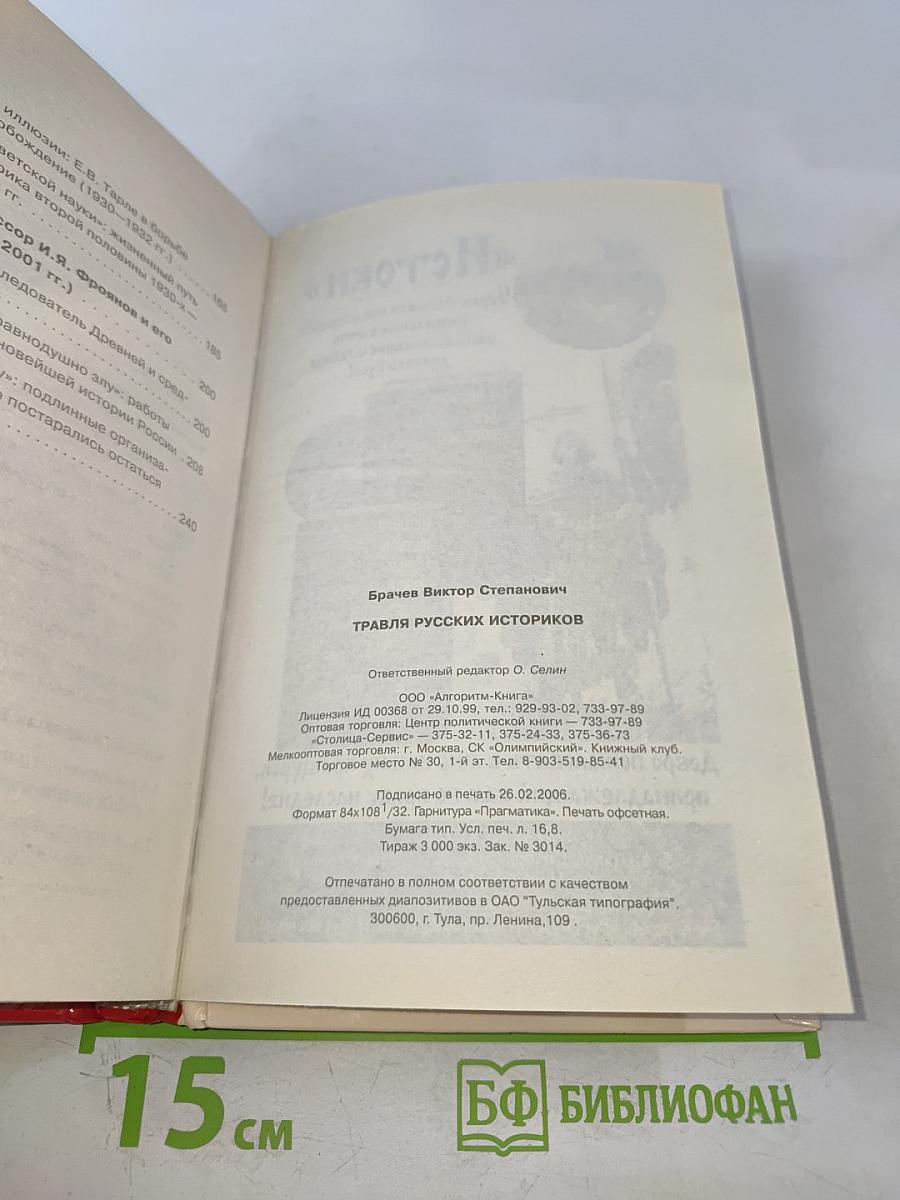 иллюзии: Е.В. Тарле в борьбе
обождение (1930—1932 гг.) . . . . . . 165
ветской науки»: жизненный путь
рика второй половины 1930-х —
гг. . . . . . . . . . . . . . . . . . . . . 185
ссор И.Я. Фроянов и его
2001 гг.) . . . . . . . . . . . . . . . 200
ледователь Древней и сред-
. . . . . . . . . . . . . . . . . . . . . 200
равнодушно злу»: работы
новейшей истории России . 208
у»: подлинные организа-
о постарались остаться
. . . . . . . . . . . . . . . . . . . . . 240
«Истоки»
Брачев Виктор Степанович
ТРАВЛЯ РУССКИХ ИСТОРИКОВ
Ответственный редактор О. Селин
ООО «Алгоритм-Книга»
Лицензия ИД 00368 от 29.10.99, тел.: 929-93-02, 733-97-89
Оптовая торговля: Центр политической книги — 733-97-89
«Столица-Сервис» — 375-32-11, 375-24-33, 375-36-73
Мелкооптовая торговля: г. Москва, СК «Олимпийский». Книжный клуб.
Торговое место № 30, 1-й эт. Тел. 8-903-519-85-41
Подписано в печать 26.02.2006.
Формат 84x108 1/32. Гарнитура «Прагматика». Печать офсетная.
Бумага тип. Усл. печ. л. 16,8.
Тираж 3 000 экз. Зак. № 3014.
Отпечатано в полном соответствии с качеством
предоставленных диапозитивов в ОАО "Тульская типография".
300600, г. Тула, пр. Ленина,109 .
15 см
БФ БИБЛИОФАН